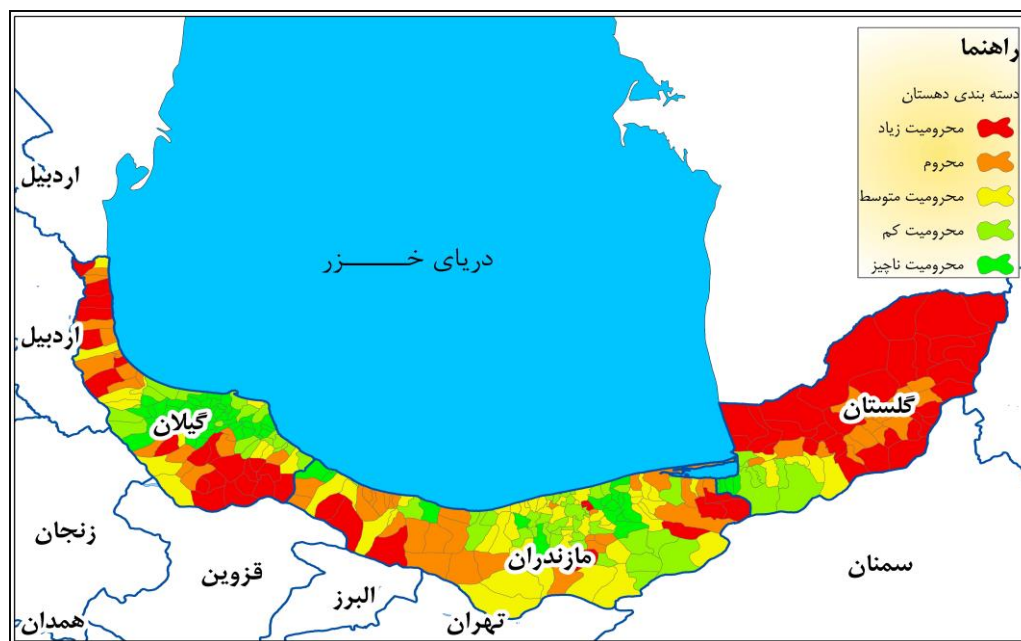 راهنما
دسته بندی دهستان
محرومیت زیاد
محروم
محرومیت متوسط
محرومیت کم
محرومیت ناچیز
اردبیل
دریای خــــــزر
اردبیل
گیلان
گلستان
زنجان
قزوین
مازندران
سمنان
البرز
تهران
همدان